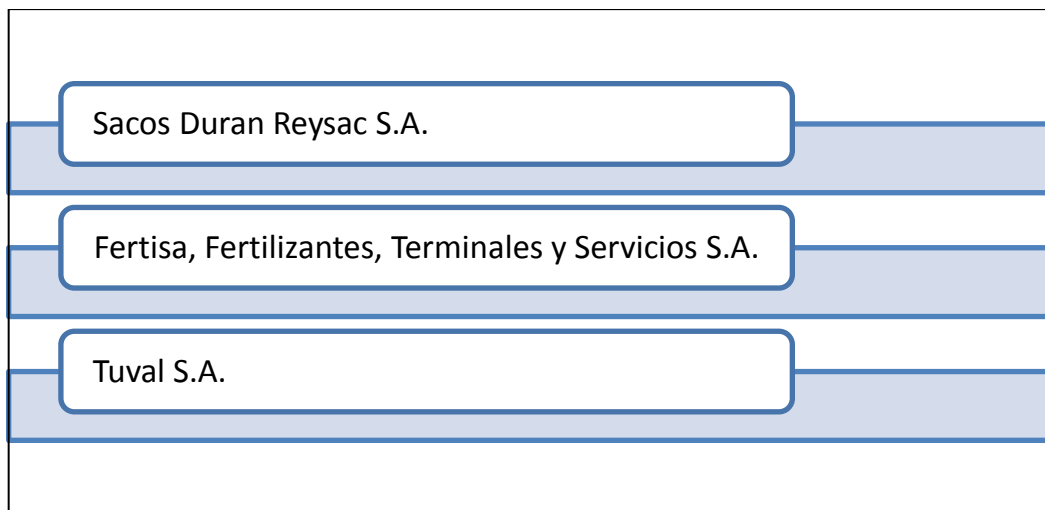 Sacos Duran Reysac S.A.
Fertisa, Fertilizantes, Terminales y Servicios S.A.
Tuval S.A.